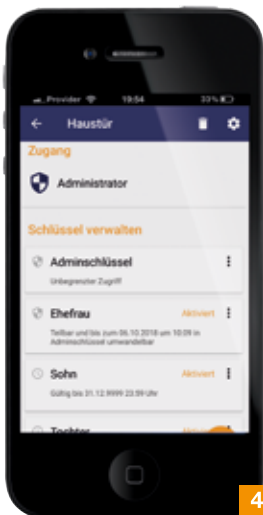 Provider 19:54 33%
Haustür
Zugang
Administrator
Schlüssel verwalten
Adminschlüssel
Unbegrenzter Zugriff
Ehefrau Aktiviert
Teilbar und bis zum 06.10.2018 um 10:09 in
Adminschlüssel umwandelbar
Sohn Aktiviert
Gültig bis 31.12.9999 23:59 Uhr
Tochter
4